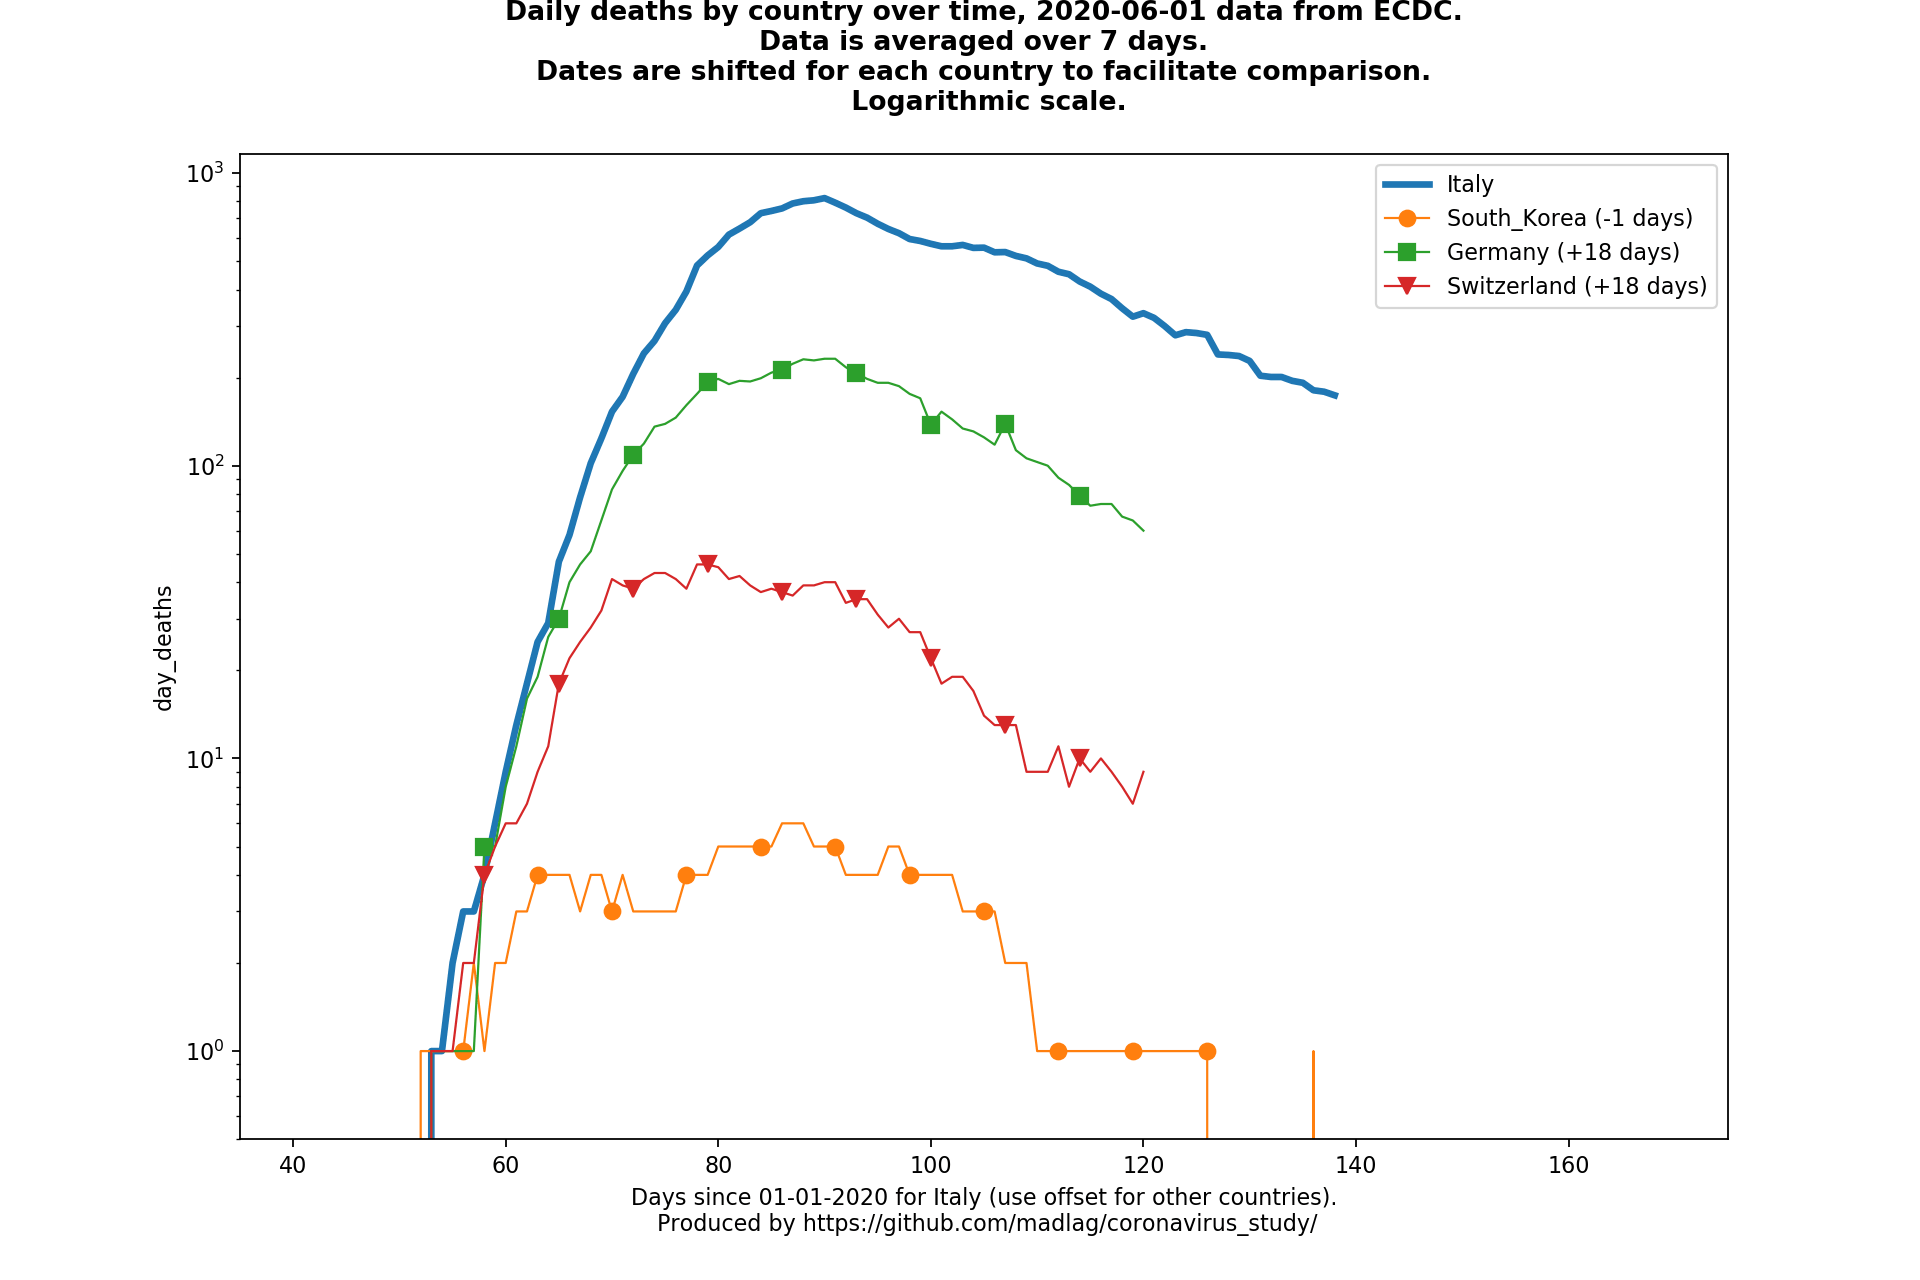 Daily deaths by country over time, 2020-06-01 data from ECDC.
Data is averaged over 7 days.
Dates are shifted for each country to facilitate comparison.
Logarithmic scale.
10³
10²
10¹
10⁰
day_deaths
Italy
South_Korea (-1 days)
Germany (+18 days)
Switzerland (+18 days)
40 60 80 100 120 140 160
Days since 01-01-2020 for Italy (use offset for other countries).
Produced by https://github.com/madlag/coronavirus_study/